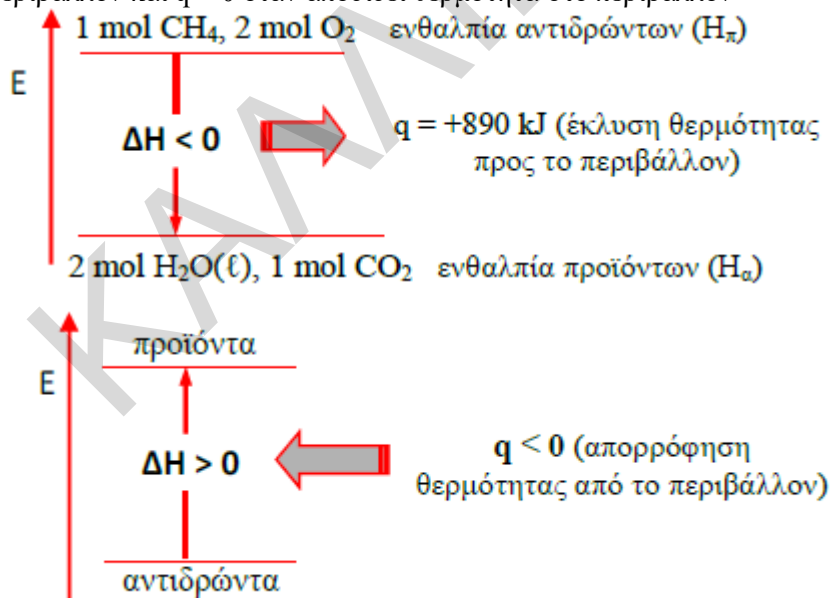 1 mol CH₄, 2 mol O₂ ενθαλπία αντιδρώντων (Hπ)
E
ΔH < 0
q = +890 kJ (έκλυση θερμότητας
προς το περιβάλλον)
2 mol H₂O(ℓ), 1 mol CO₂ ενθαλπία προϊόντων (Hα)
προϊόντα
E
ΔH > 0
q < 0 (απορρόφηση
θερμότητας από το περιβάλλον)
αντιδρώντα